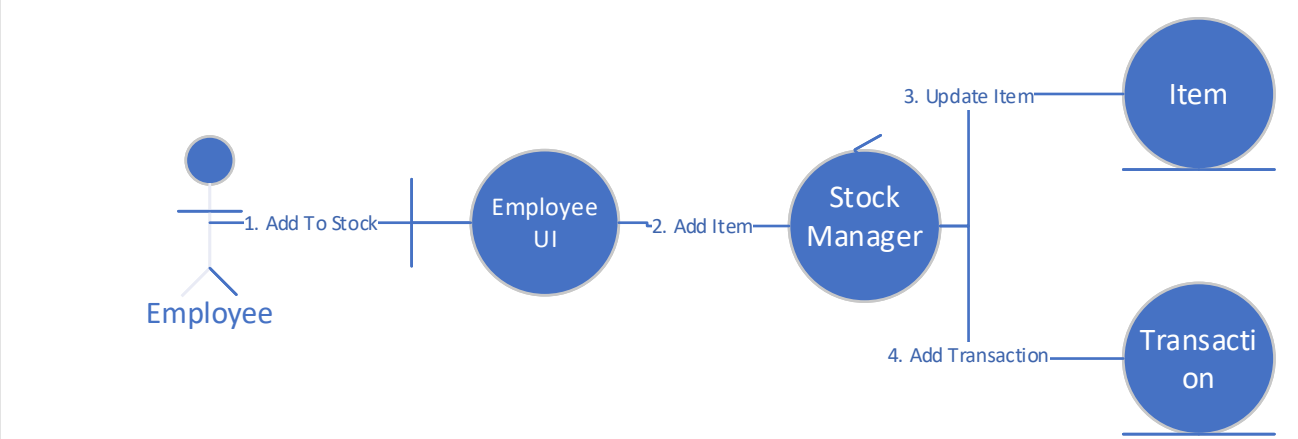 1. Add To Stock
Employee
Employee
UI
2. Add Item
Stock
Manager
3. Update Item
Item
4. Add Transaction
Transacti
on